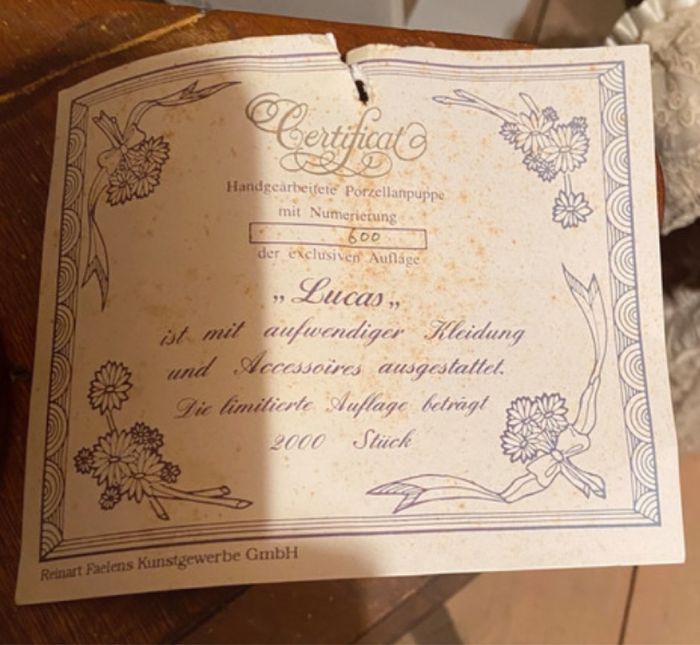 Certificat
Handgearbeitete Porzellanpuppe
mit Numerierung
600
der exclusiven Auflage
„Lucas„
ist mit aufwendiger Kleidung
und Accessoires ausgestattet.
Die limitierte Auflage beträgt
2000 Stück
Reinart Faelens Kunstgewerbe GmbH